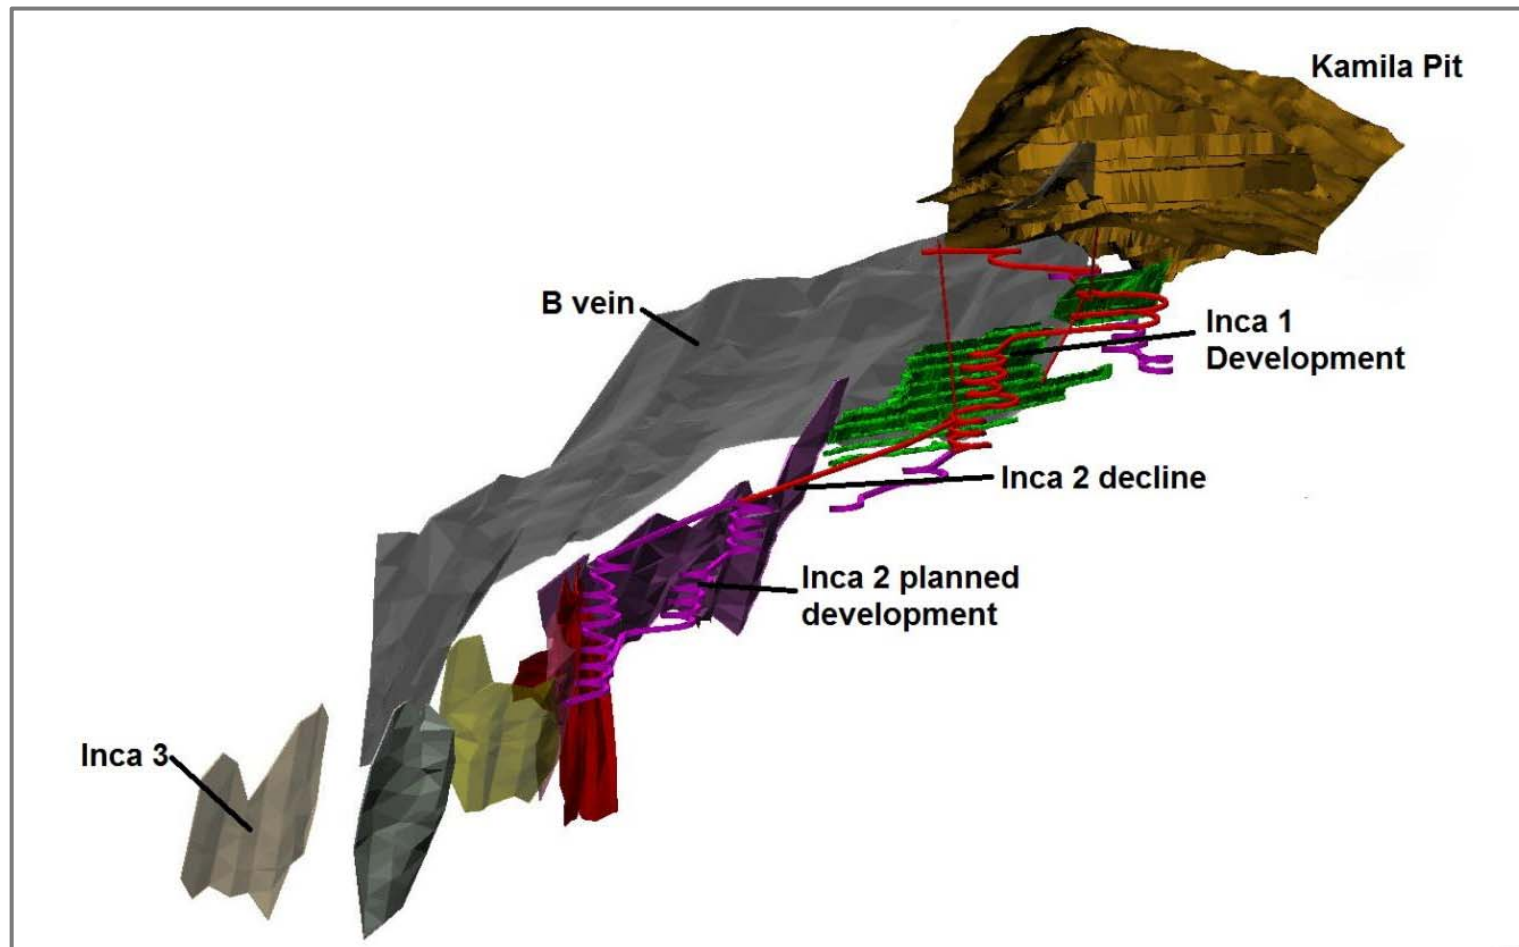 Kamila Pit
B vein
Inca 1
Development
Inca 2 decline
Inca 2 planned
development
Inca 3